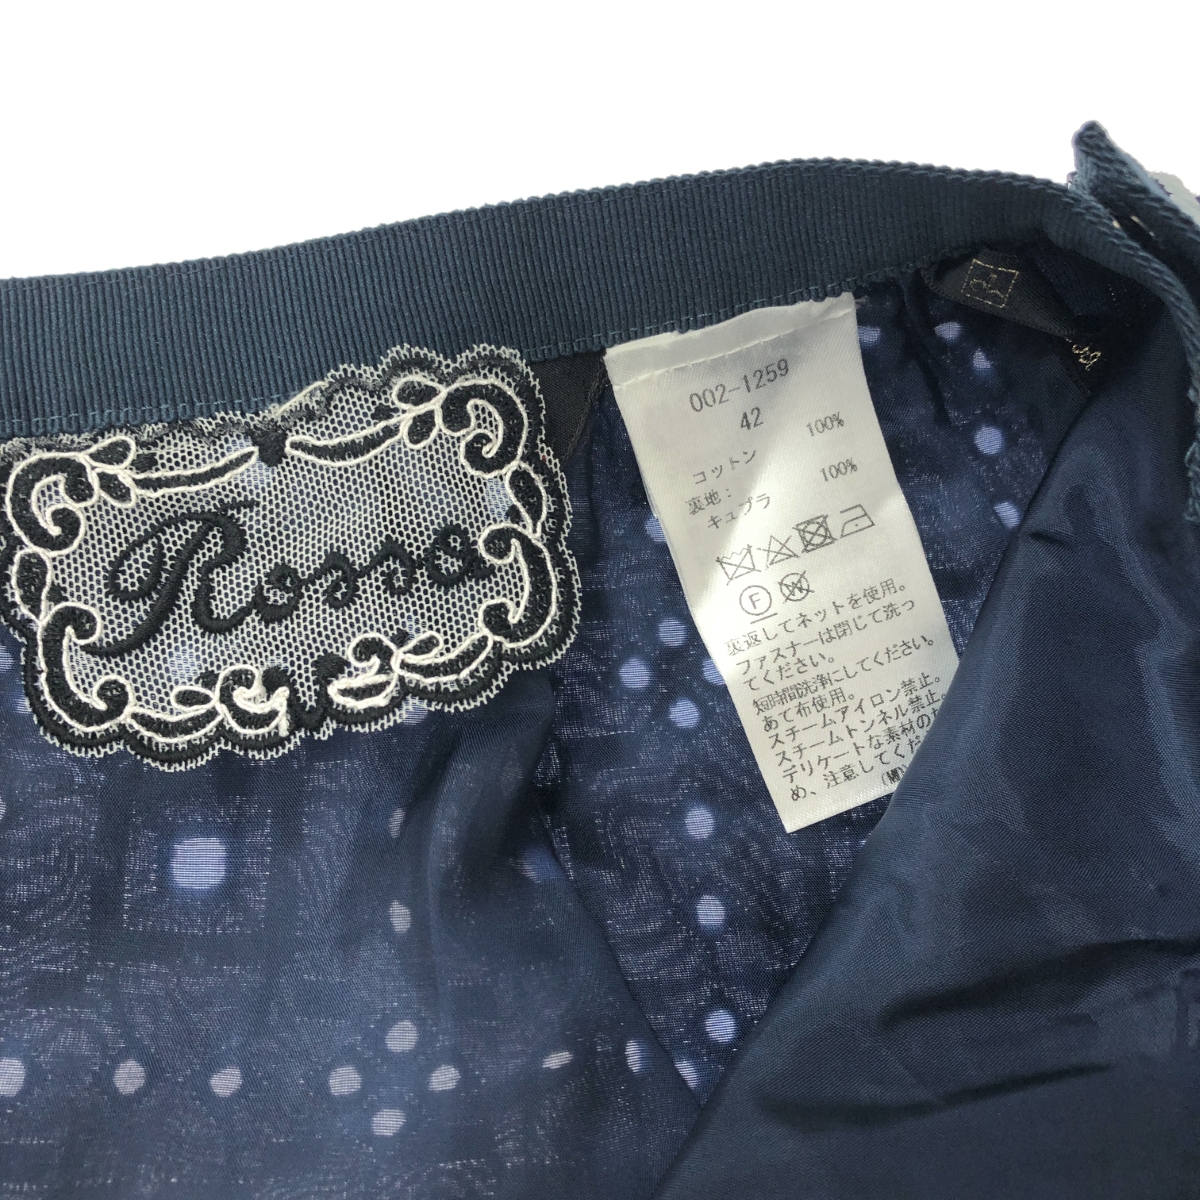 Rosso
002-1259
42
コットン 100%
裏地:
キュプラ 100%
F
W
裏返してネットを使用。
ファスナーは閉じて洗っ
てください。
短時間洗浄にしてください。
あて布使用。
スチームアイロン禁止。
スチームトンネル禁止。
デリケートな素材の
め、注意してくだ